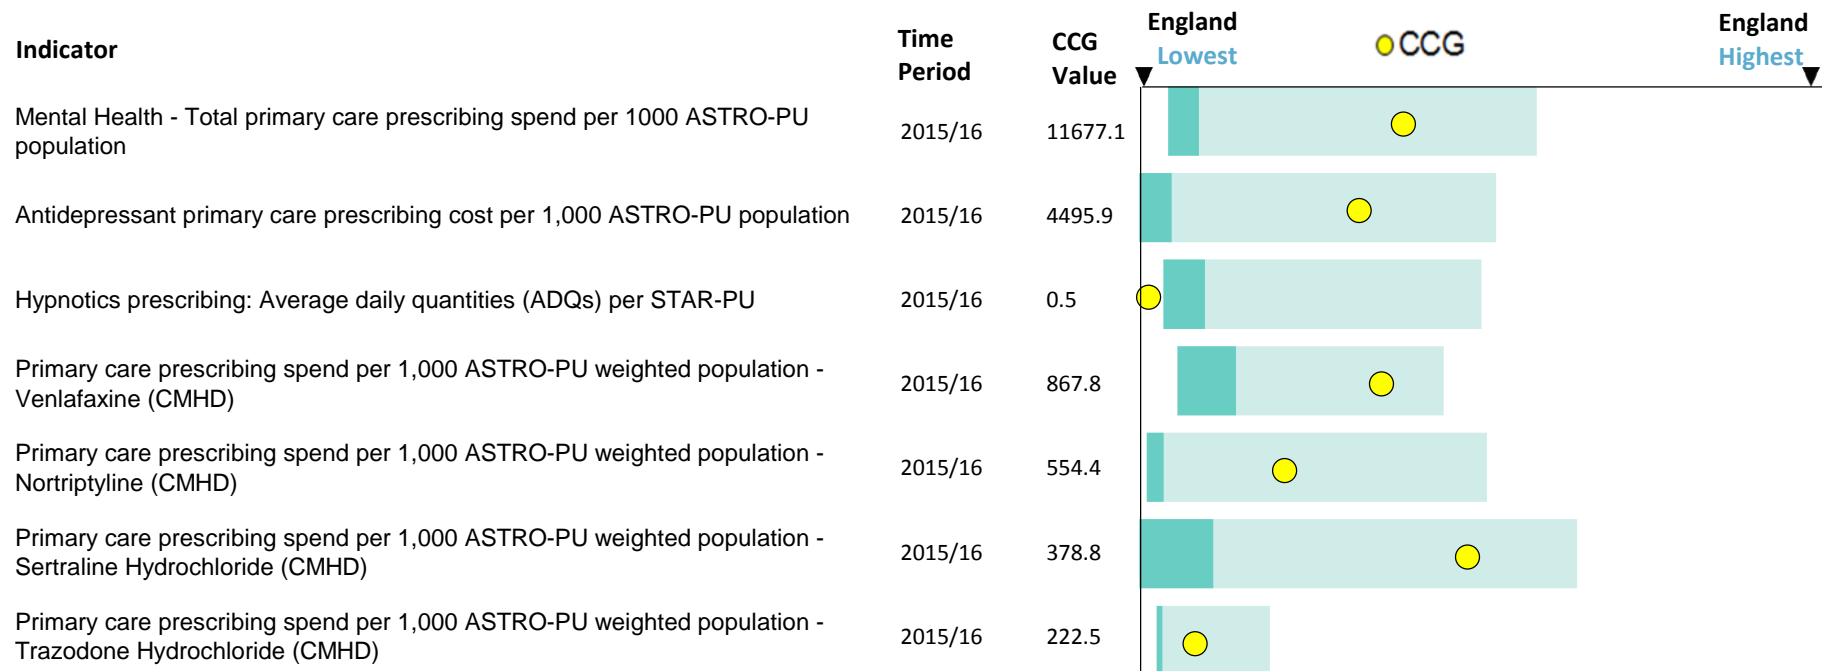 Indicator
Time
Period
CCG
Value
England
Lowest
CCG
England
Highest
Mental Health - Total primary care prescribing spend per 1000 ASTRO-PU
population
2015/16
11677.1
Antidepressant primary care prescribing cost per 1,000 ASTRO-PU population
2015/16
4495.9
Hypnotics prescribing: Average daily quantities (ADQs) per STAR-PU
2015/16
0.5
Primary care prescribing spend per 1,000 ASTRO-PU weighted population -
Venlafaxine (CMHD)
2015/16
867.8
Primary care prescribing spend per 1,000 ASTRO-PU weighted population -
Nortriptyline (CMHD)
2015/16
554.4
Primary care prescribing spend per 1,000 ASTRO-PU weighted population -
Sertraline Hydrochloride (CMHD)
2015/16
378.8
Primary care prescribing spend per 1,000 ASTRO-PU weighted population -
Trazodone Hydrochloride (CMHD)
2015/16
222.5